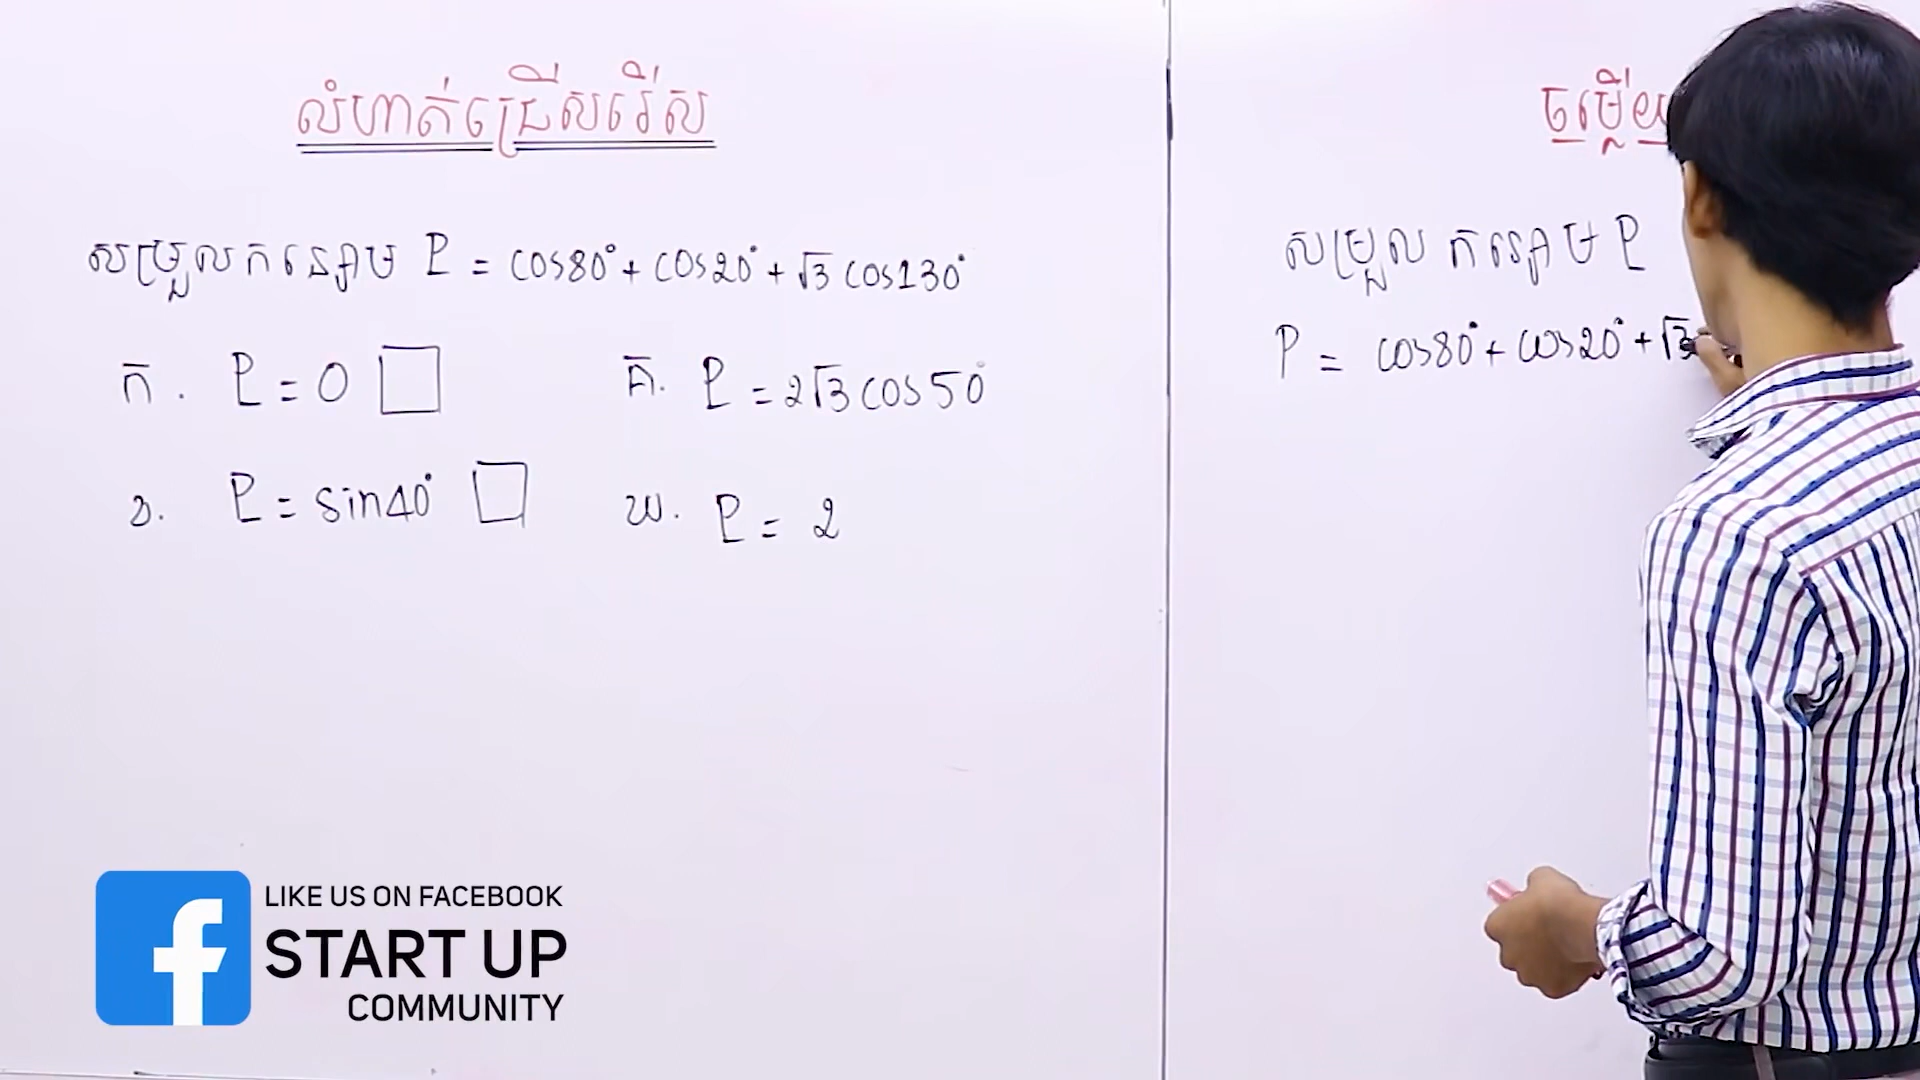 លំហាត់ជ្រើសរើស
សម្រួលកន្សោម P = cos80° + cos20° + √3 cos130°
ក. P = 0
គ. P = 2√3 cos50°
ខ. P = sin40°
ឃ. P = 2
ចម្លើយ
សម្រួលកន្សោម P
P = cos80° + cos20° + √3
LIKE US ON FACEBOOK
START UP
COMMUNITY